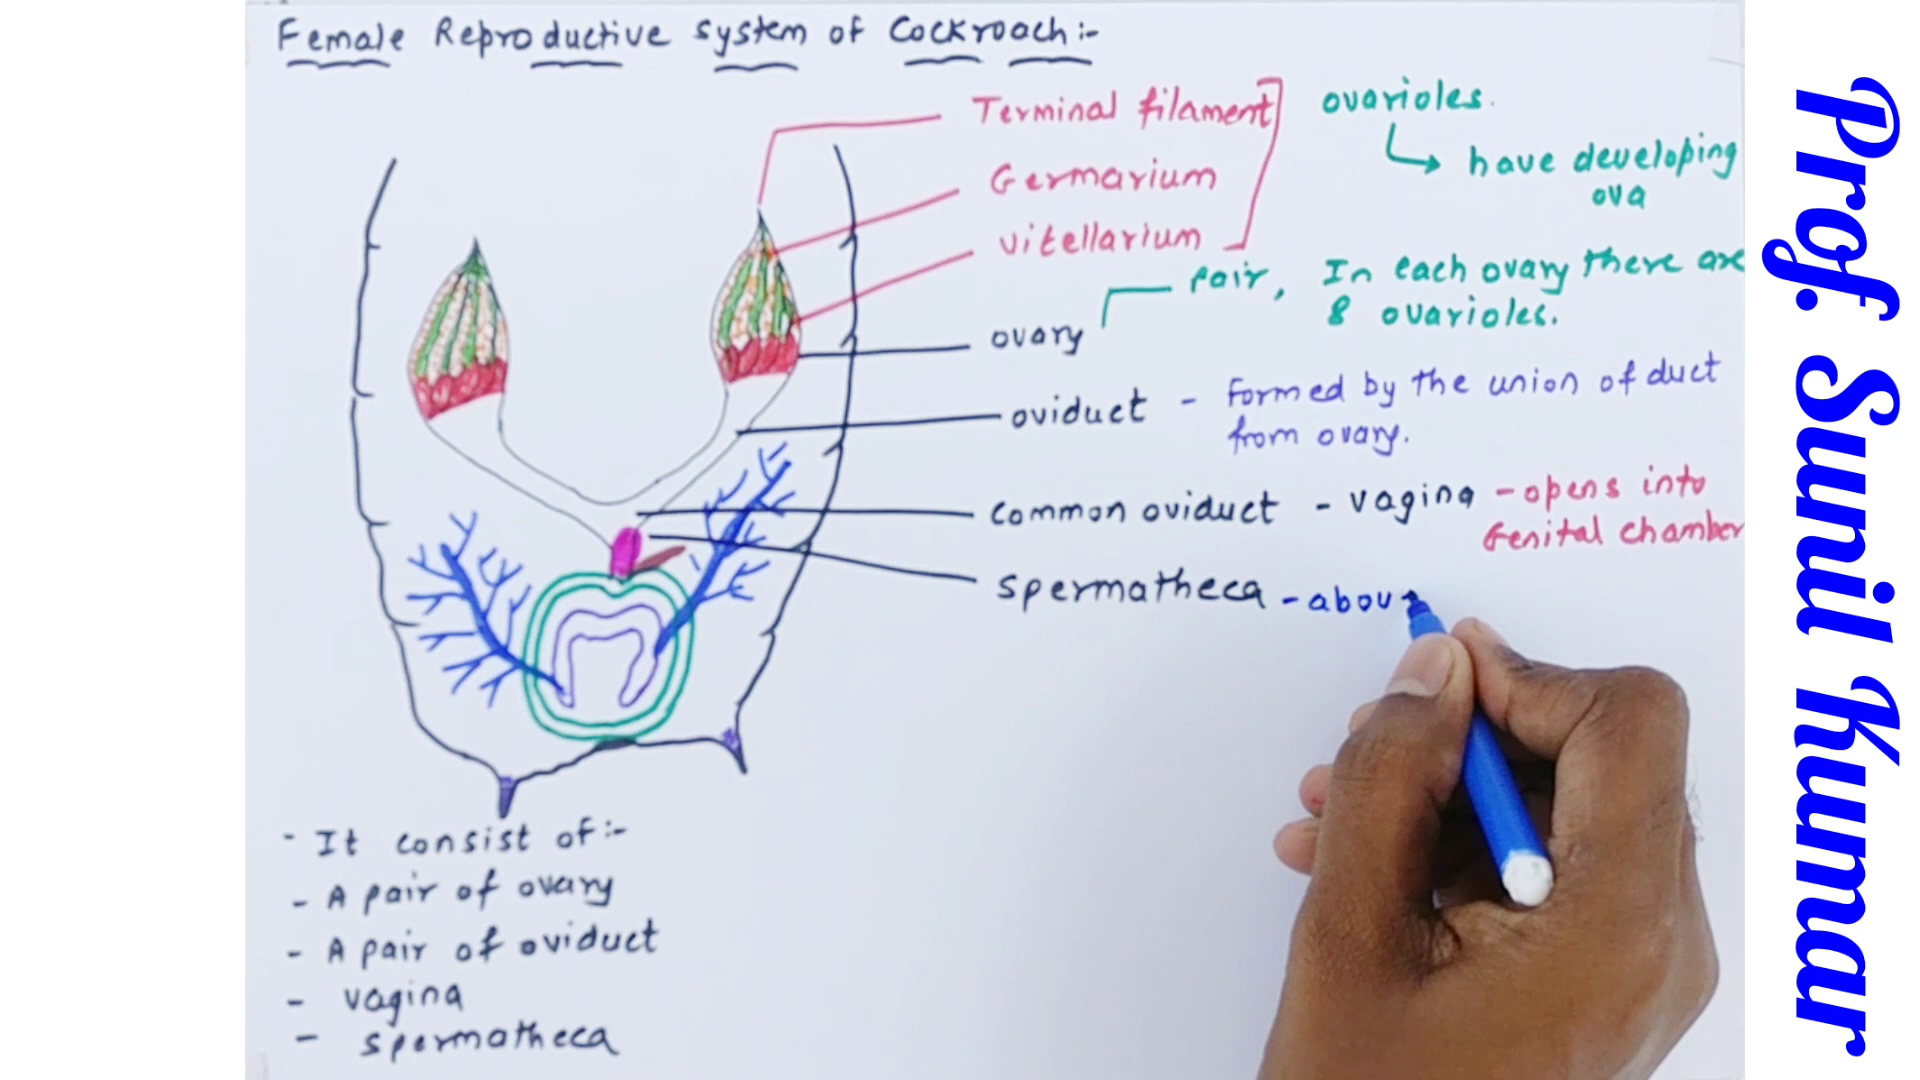 Female Reproductive system of Cockroach:-
Terminal filament
ovarioles.
have developing
ova
Germarium
vitellarium
pair, In each ovary there are
8 ovarioles.
ovary
oviduct - formed by the union of duct
from ovary.
common oviduct - vagina - opens into
Genital chamber
spermatheca - abov
- It consist of:-
- A pair of ovary
- A pair of oviduct
- vagina
- spermatheca
Prof. Sunil Kumar